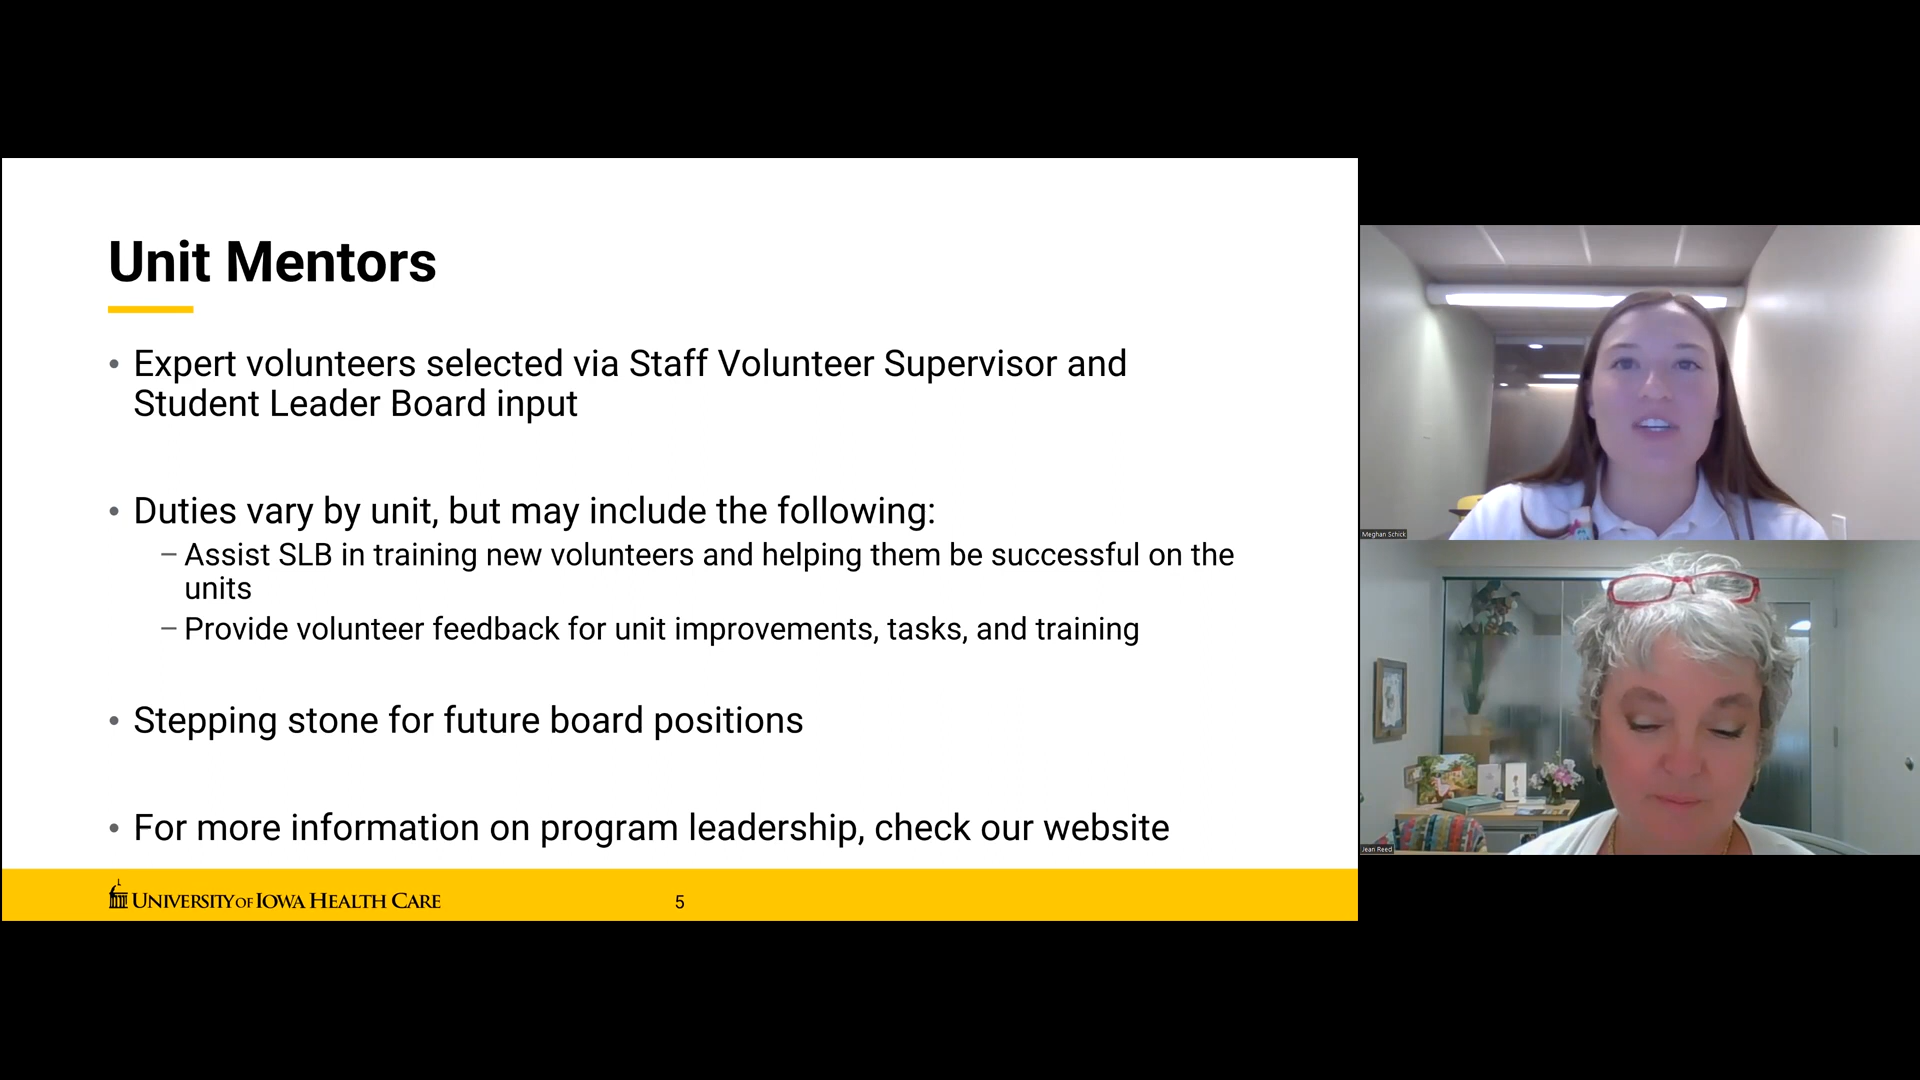 Unit Mentors
• Expert volunteers selected via Staff Volunteer Supervisor and
Student Leader Board input
• Duties vary by unit, but may include the following:
– Assist SLB in training new volunteers and helping them be successful on the
units
– Provide volunteer feedback for unit improvements, tasks, and training
• Stepping stone for future board positions
• For more information on program leadership, check our website
UNIVERSITY OF IOWA HEALTH CARE
5
Meghan Schick
Jean Reed